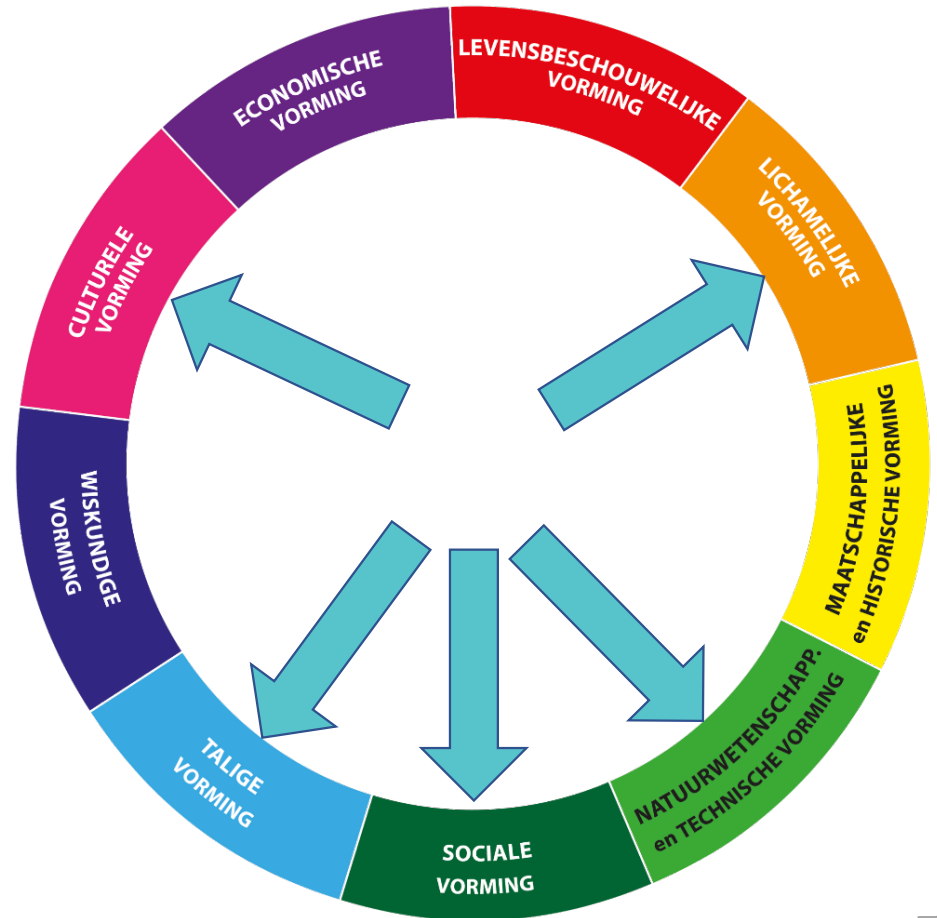 LEVENSBESCHOUWELIJKE
VORMING
LICHAMELIJKE
VORMING
MAATSCHAPPELIJKE
en HISTORISCHE VORMING
NATUURWETENSCHAPP.
en TECHNISCHE VORMING
SOCIALE
VORMING
TALIGE
VORMING
WISKUNDIGE
VORMING
CULTURELE
VORMING
ECONOMISCHE
VORMING